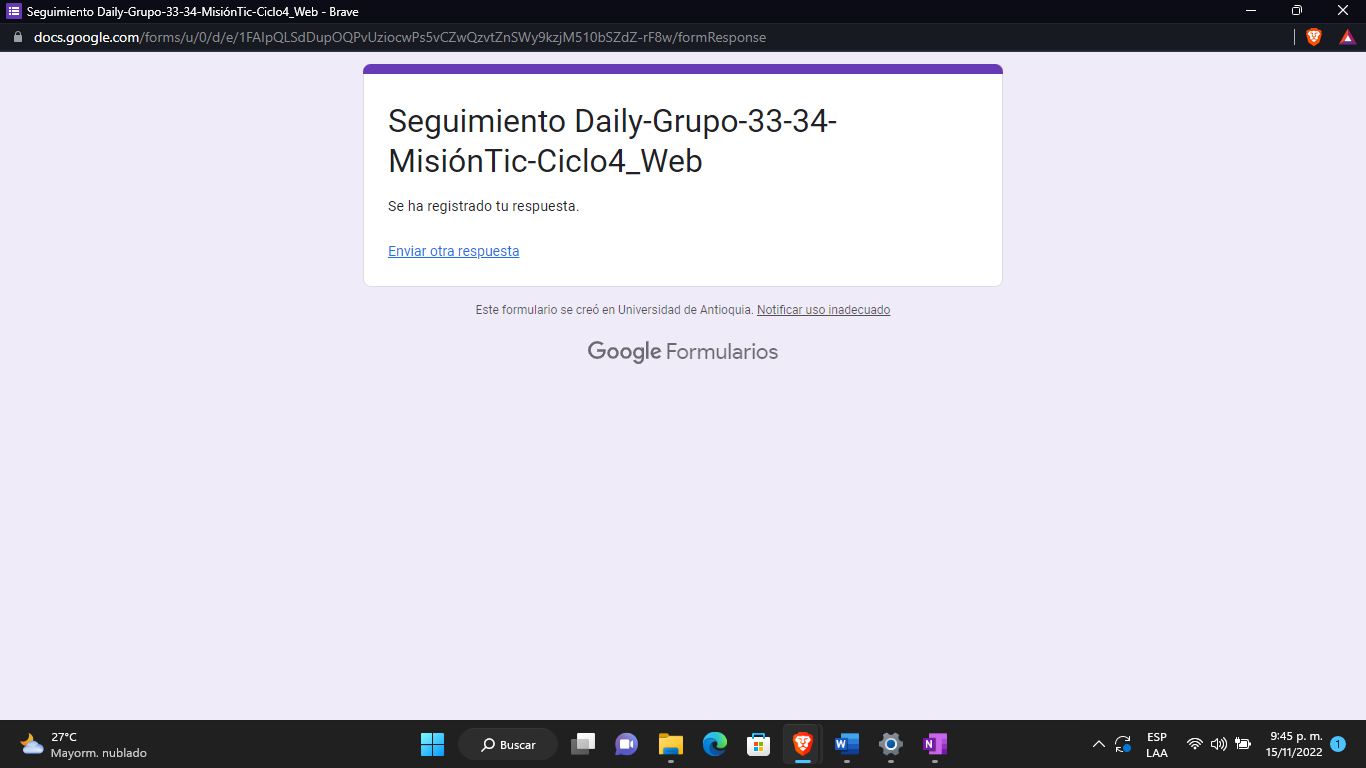 Seguimiento Daily-Grupo-33-34-MisiónTic-Ciclo4_Web - Brave
docs.google.com/forms/u/0/d/e/1FAIpQLSdDupOQPvUziocwPs5vCZwQzvtZnSWy9kzjM510bSZdZ-rF8w/formResponse
Seguimiento Daily-Grupo-33-34-
MisiónTic-Ciclo4_Web
Se ha registrado tu respuesta.
Enviar otra respuesta
Este formulario se creó en Universidad de Antioquia. Notificar uso inadecuado
Google Formularios
27°C
Mayorm. nublado
Buscar
W
N
ESP
LAA
9:45 p. m.
15/11/2022
1